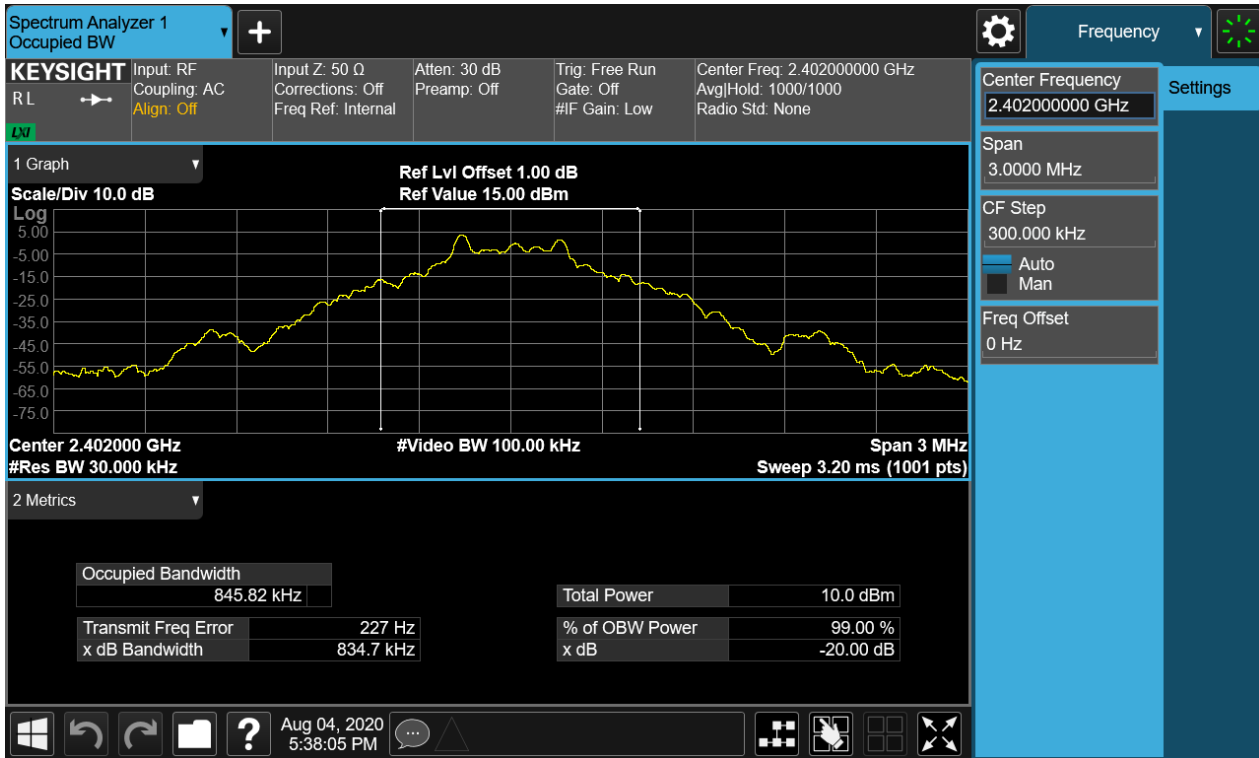 Spectrum Analyzer 1
Occupied BW
+
Frequency
KEYSIGHT
R L
LXI
Input: RF
Coupling: AC
Align: Off
Input Z: 50 Ω
Corrections: Off
Freq Ref: Internal
Atten: 30 dB
Preamp: Off
Trig: Free Run
Gate: Off
#IF Gain: Low
Center Freq: 2.402000000 GHz
Avg|Hold: 1000/1000
Radio Std: None
Center Frequency
2.402000000 GHz
Settings
Span
3.0000 MHz
CF Step
300.000 kHz
Auto
Man
Freq Offset
0 Hz
1 Graph
Scale/Div 10.0 dB
Ref Lvl Offset 1.00 dB
Ref Value 15.00 dBm
Log
5.00
-5.00
-15.0
-25.0
-35.0
-45.0
-55.0
-65.0
-75.0
Center 2.402000 GHz
#Video BW 100.00 kHz
Span 3 MHz
#Res BW 30.000 kHz
Sweep 3.20 ms (1001 pts)
2 Metrics
Occupied Bandwidth
845.82 kHz
Total Power 10.0 dBm
Transmit Freq Error 227 Hz
% of OBW Power 99.00 %
x dB Bandwidth 834.7 kHz
x dB -20.00 dB
?
Aug 04, 2020
5:38:05 PM